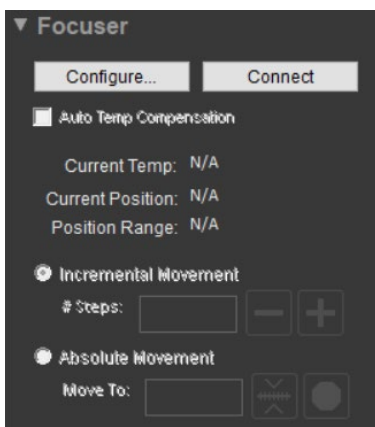 Focuser
Configure... Connect
Auto Temp Compensation
Current Temp: N/A
Current Position: N/A
Position Range: N/A
Incremental Movement
# Steps:
Absolute Movement
Move To: